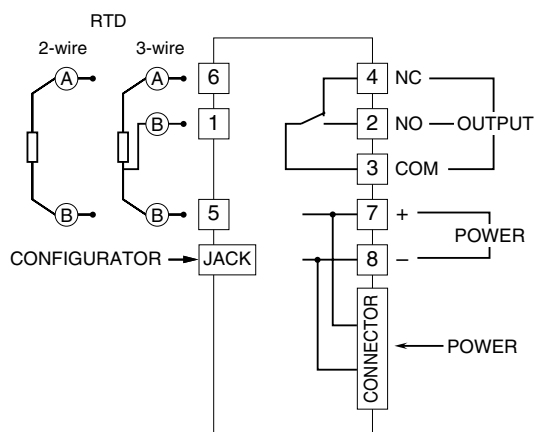 RTD
2-wire 3-wire
A A 6
B 1
B B 5
CONFIGURATOR JACK
4 NC
2 NO OUTPUT
3 COM
7 +
POWER
8 –
CONNECTOR
POWER